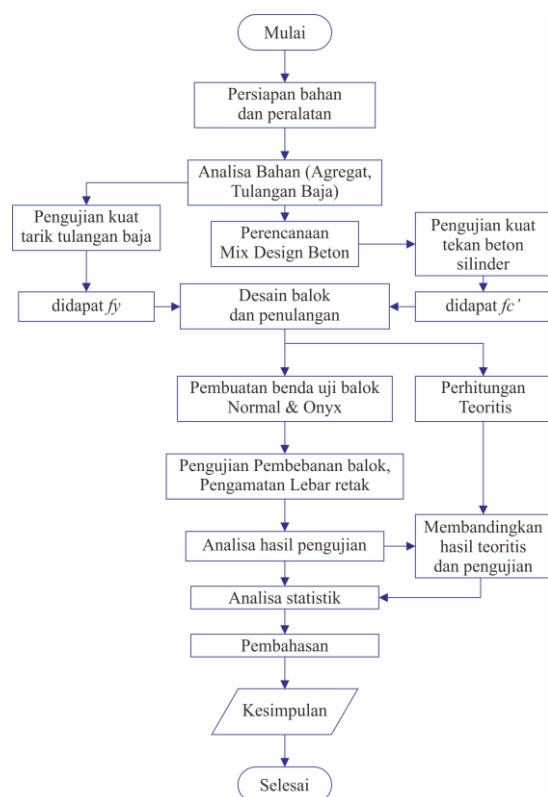 Mulai
Persiapan bahan
dan peralatan
Analisa Bahan (Agregat,
Tulangan Baja)
Pengujian kuat
tarik tulangan baja
Perencanaan
Mix Design Beton
Pengujian kuat
tekan beton
silinder
didapat fy
Desain balok
dan penulangan
didapat fc’
Pembuatan benda uji balok
Normal & Onyx
Perhitungan
Teoritis
Pengujian Pembebanan balok,
Pengamatan Lebar retak
Analisa hasil pengujian
Membandingkan
hasil teoritis
dan pengujian
Analisa statistik
Pembahasan
Kesimpulan
Selesai